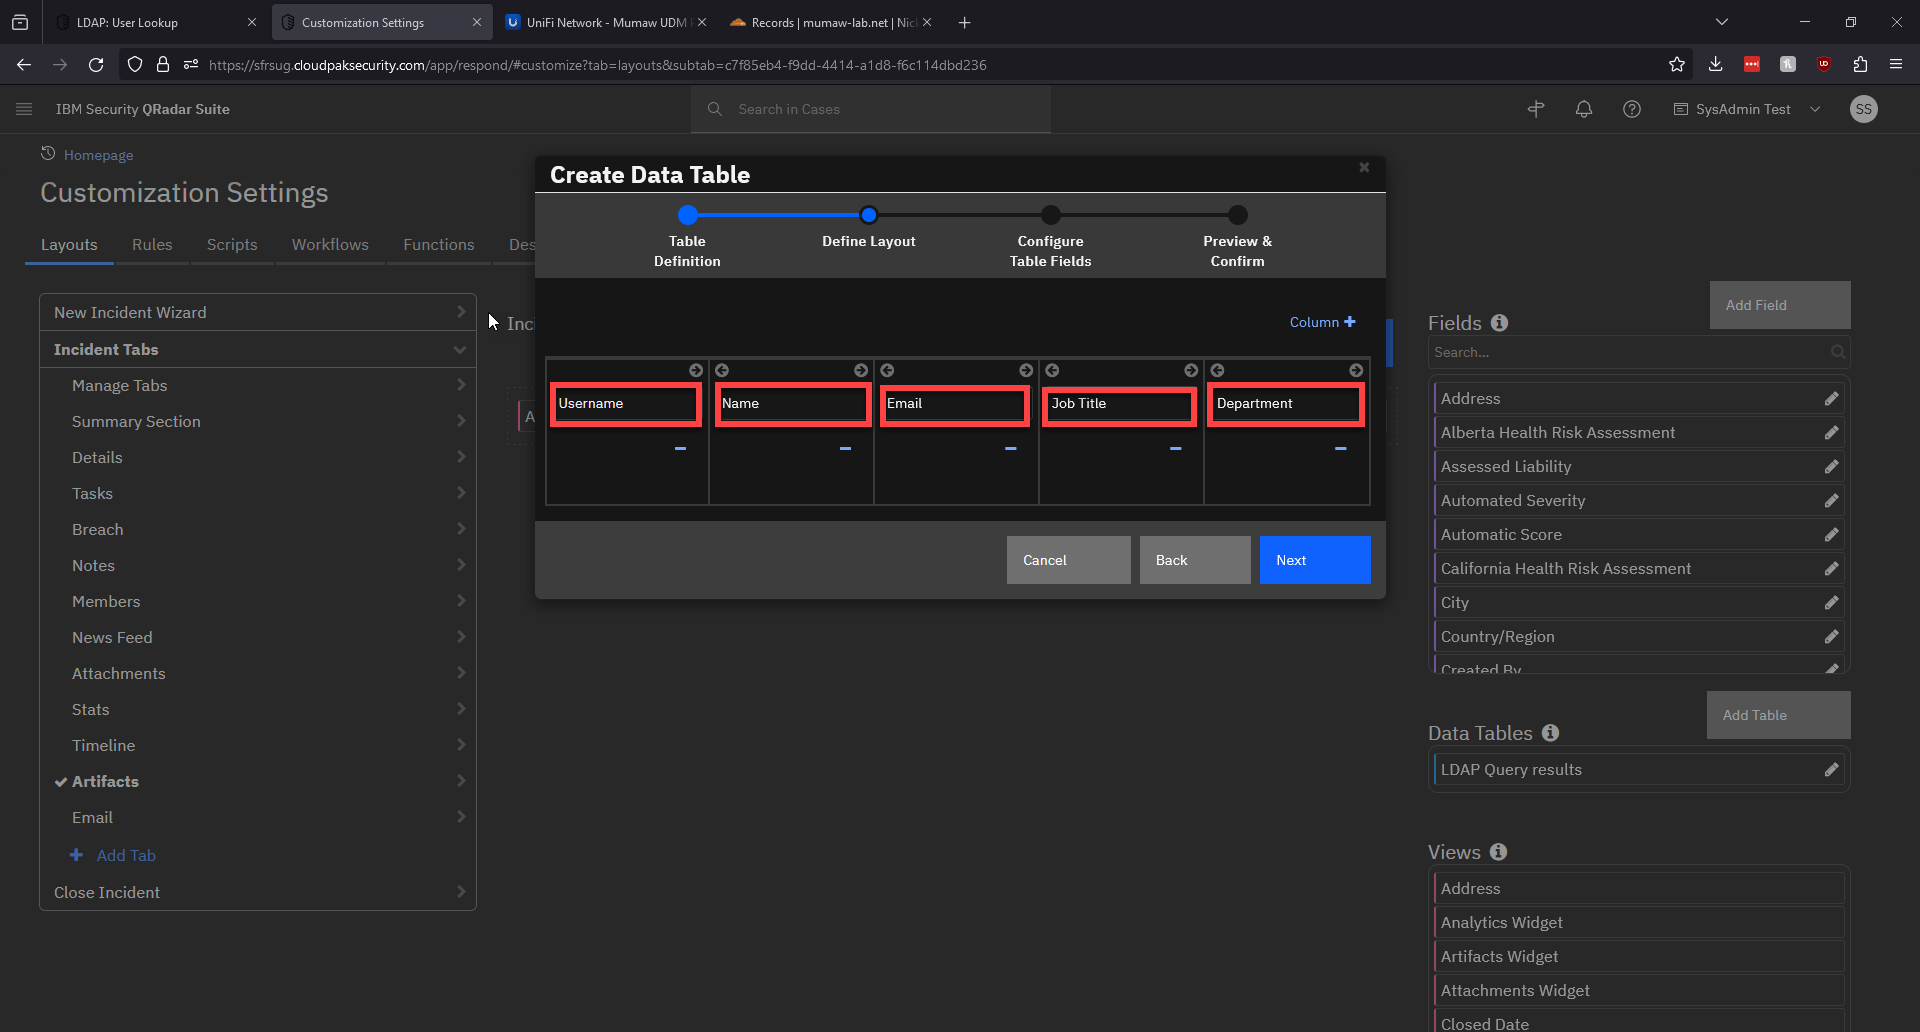 LDAP: User Lookup
Customization Settings
UniFi Network - Mumaw UDM
Records | mumaw-lab.net | Nic
https://sfrsug.cloudpaksecurity.com/app/respond/#customize?tab=layouts&subtab=c7f85eb4-f9dd-4414-a1d8-f6c114dbd236
IBM Security QRadar Suite
Search in Cases
SysAdmin Test
SS
Homepage
Customization Settings
Layouts
Rules
Scripts
Workflows
Functions
Des
New Incident Wizard
Incident Tabs
Manage Tabs
Summary Section
Details
Tasks
Breach
Notes
Members
News Feed
Attachments
Stats
Timeline
Artifacts
Email
Add Tab
Close Incident
Inc
A
Create Data Table
Table
Definition
Define Layout
Configure
Table Fields
Preview &
Confirm
Column
Username
Name
Email
Job Title
Department
Cancel
Back
Next
Add Field
Fields
Search...
Address
Alberta Health Risk Assessment
Assessed Liability
Automated Severity
Automatic Score
California Health Risk Assessment
City
Country/Region
Created By
Add Table
Data Tables
LDAP Query results
Views
Address
Analytics Widget
Artifacts Widget
Attachments Widget
Closed Date